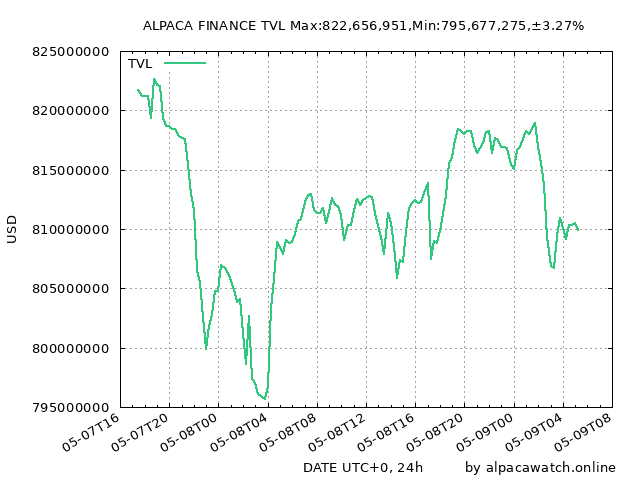 ALPACA FINANCE TVL Max:822,656,951,Min:795,677,275,±3.27%
825000000
TVL
820000000
815000000
810000000
805000000
800000000
795000000
USD
05-07T16
05-07T20
05-08T00
05-08T04
05-08T08
05-08T12
05-08T16
05-08T20
05-09T00
05-09T04
05-09T08
DATE UTC+0, 24h
by alpacawatch.online